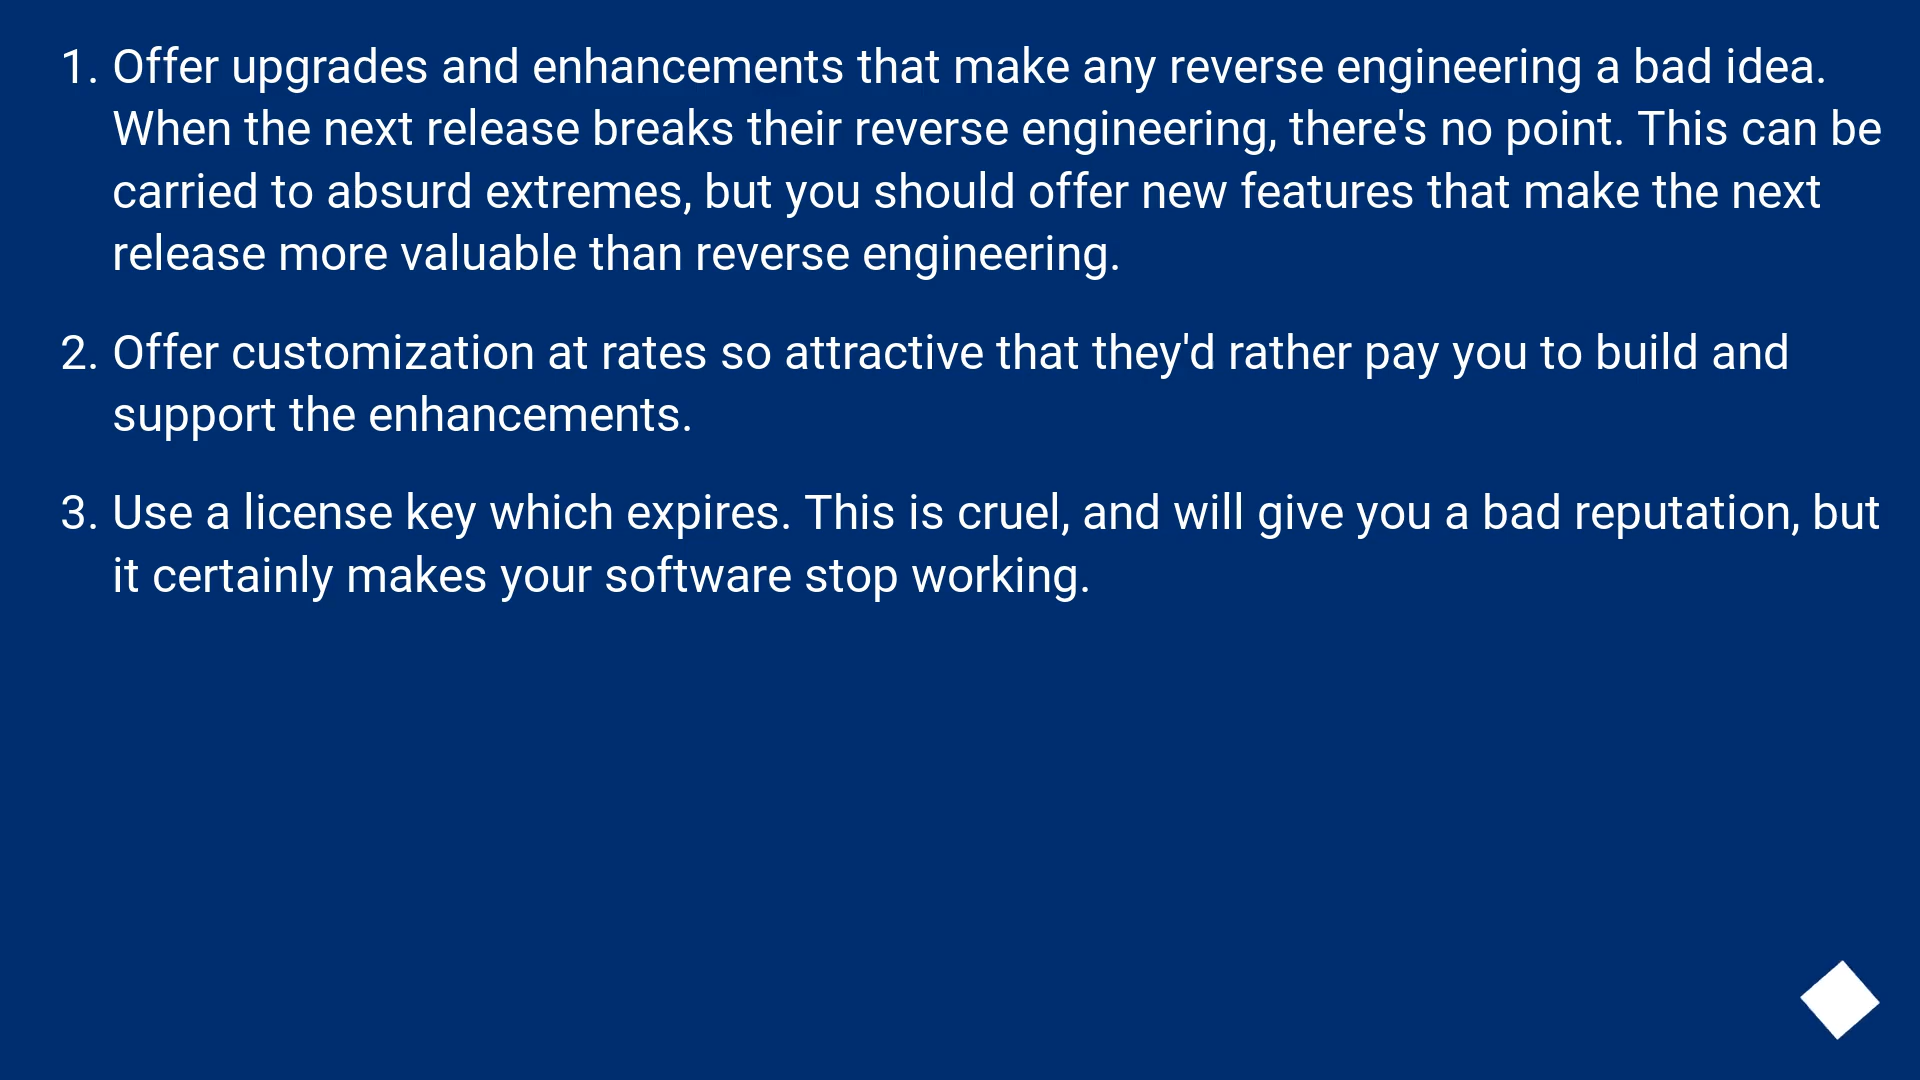 1. Offer upgrades and enhancements that make any reverse engineering a bad idea.
When the next release breaks their reverse engineering, there's no point. This can be
carried to absurd extremes, but you should offer new features that make the next
release more valuable than reverse engineering.
2. Offer customization at rates so attractive that they'd rather pay you to build and
support the enhancements.
3. Use a license key which expires. This is cruel, and will give you a bad reputation, but
it certainly makes your software stop working.